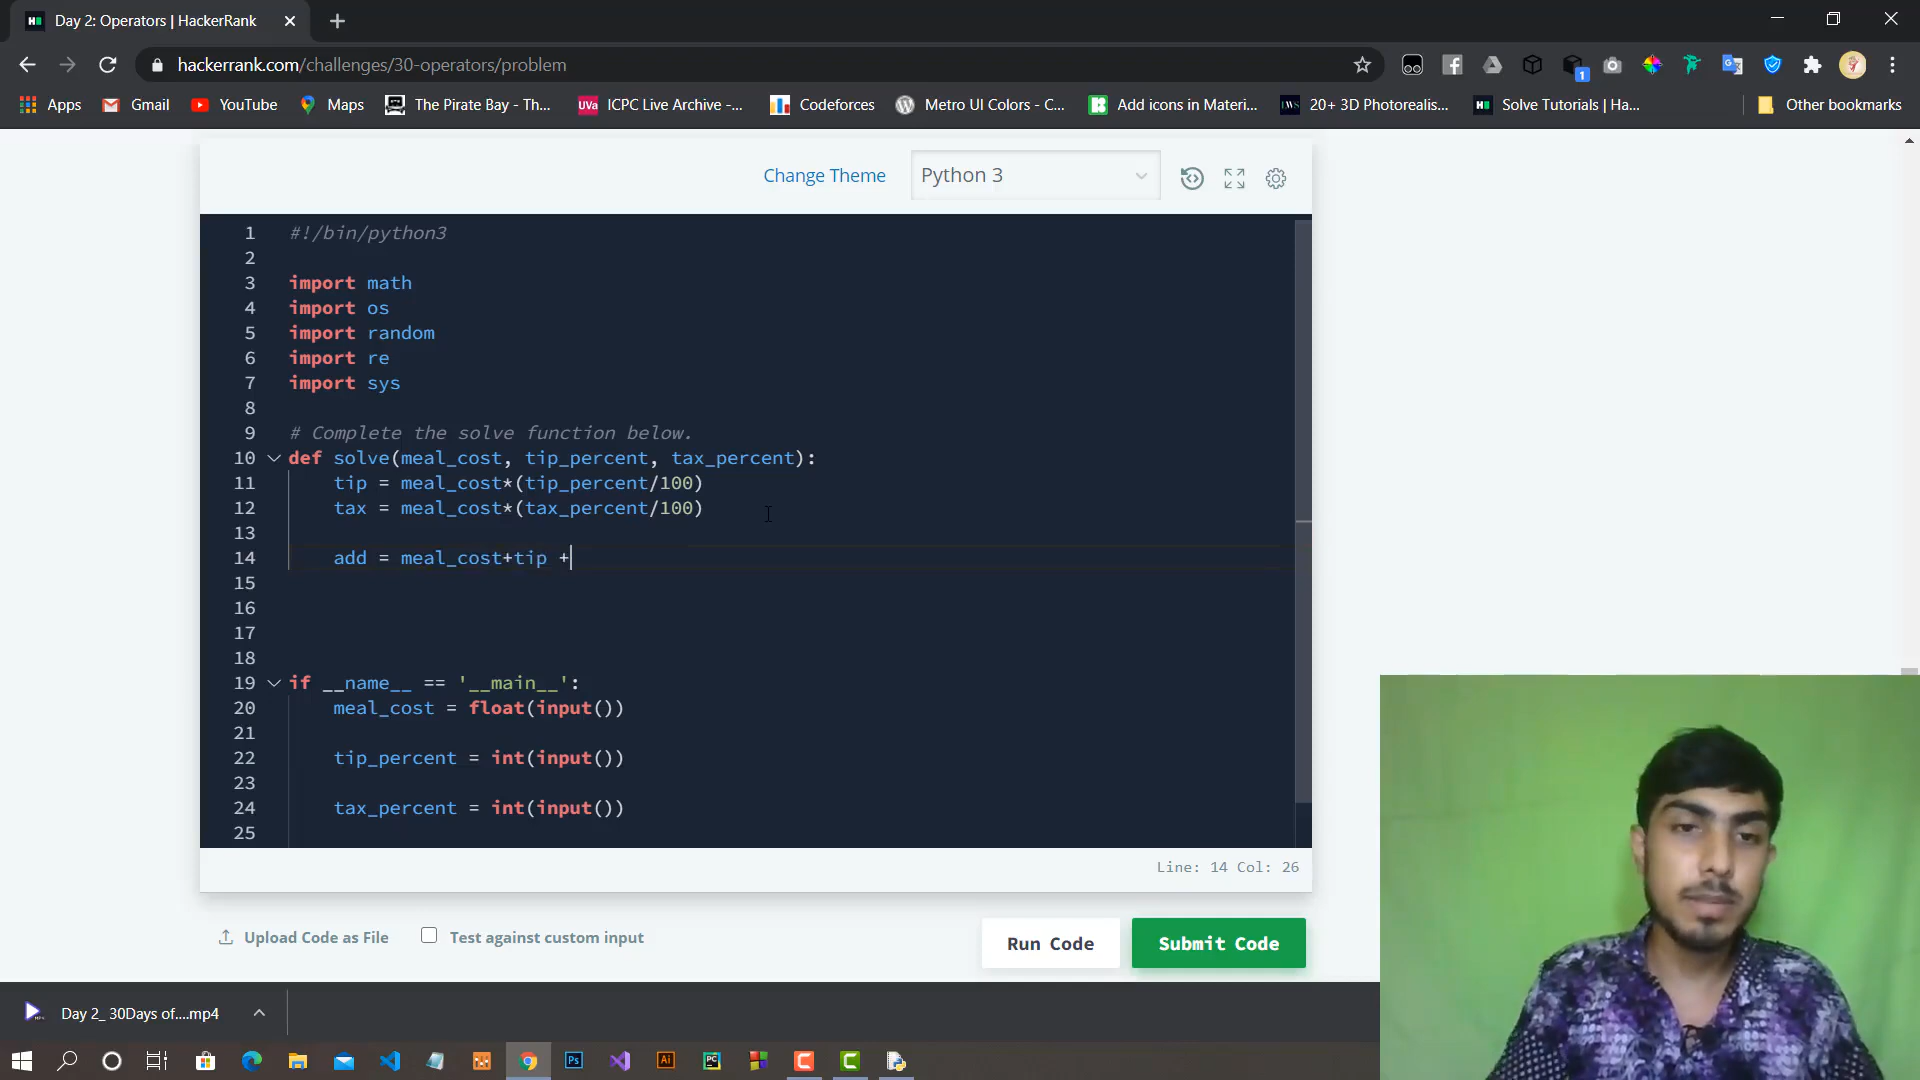 Day 2: Operators | HackerRank
hackerrank.com/challenges/30-operators/problem
Apps
Gmail
YouTube
Maps
The Pirate Bay - Th...
UVa
ICPC Live Archive -...
Codeforces
Metro UI Colors - C...
Add icons in Materi...
20+ 3D Photorealis...
Solve Tutorials | Ha...
Other bookmarks
Change Theme
Python 3
1 #!/bin/python3
2
3 import math
4 import os
5 import random
6 import re
7 import sys
8
9 # Complete the solve function below.
10 def solve(meal_cost, tip_percent, tax_percent):
11 tip = meal_cost*(tip_percent/100)
12 tax = meal_cost*(tax_percent/100)
13
14 add = meal_cost+tip +
15
16
17
18
19 if __name__ == '__main__':
20 meal_cost = float(input())
21
22 tip_percent = int(input())
23
24 tax_percent = int(input())
25
Line: 14 Col: 26
Upload Code as File
Test against custom input
Run Code
Submit Code
Day 2_ 30Days of....mp4